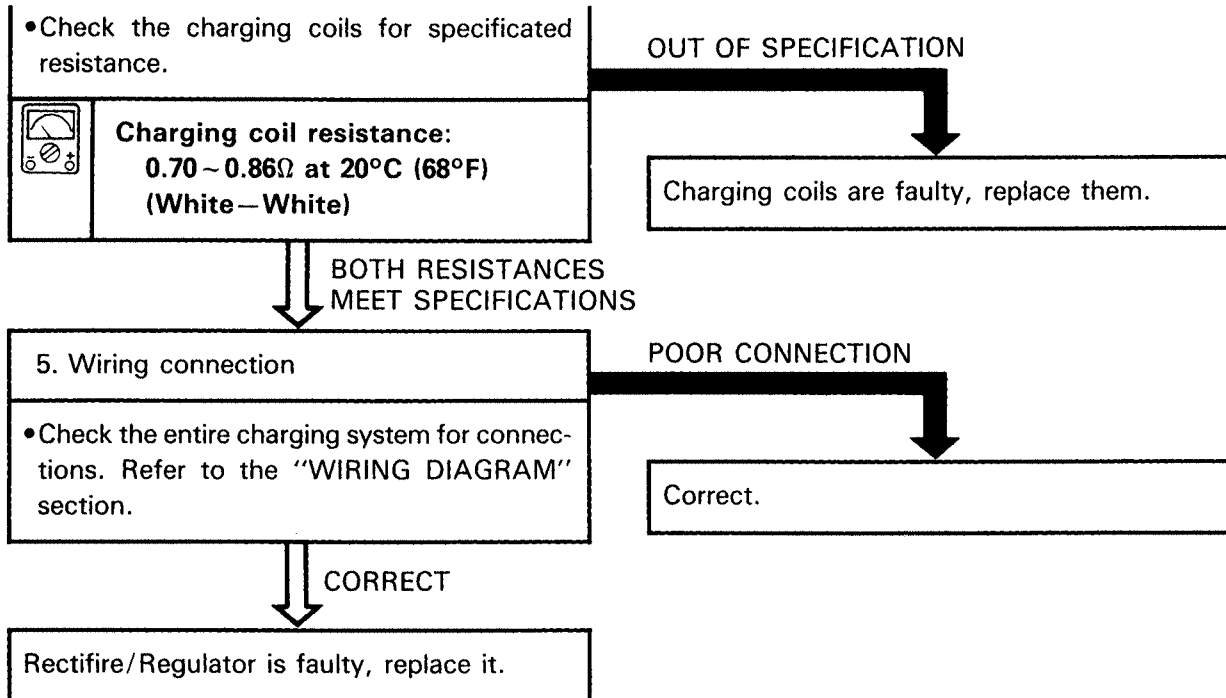 •Check the charging coils for specificated
resistance.
OUT OF SPECIFICATION
Charging coil resistance:
0.70~0.86Ω at 20°C (68°F)
(White—White)
Charging coils are faulty, replace them.
BOTH RESISTANCES
MEET SPECIFICATIONS
5. Wiring connection
POOR CONNECTION
•Check the entire charging system for connec-
tions. Refer to the "WIRING DIAGRAM"
section.
Correct.
CORRECT
Rectifire/Regulator is faulty, replace it.